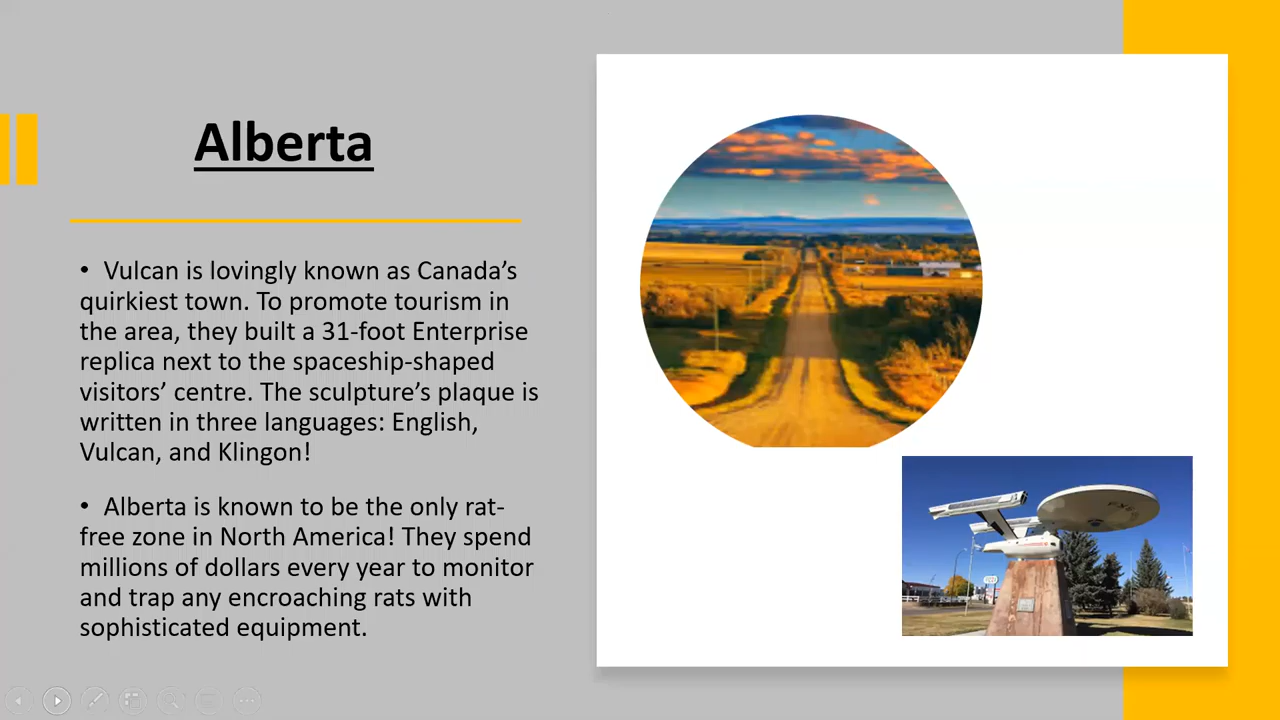 Alberta
• Vulcan is lovingly known as Canada’s
quirkiest town. To promote tourism in
the area, they built a 31-foot Enterprise
replica next to the spaceship-shaped
visitors’ centre. The sculpture’s plaque is
written in three languages: English,
Vulcan, and Klingon!
• Alberta is known to be the only rat-
free zone in North America! They spend
millions of dollars every year to monitor
and trap any encroaching rats with
sophisticated equipment.